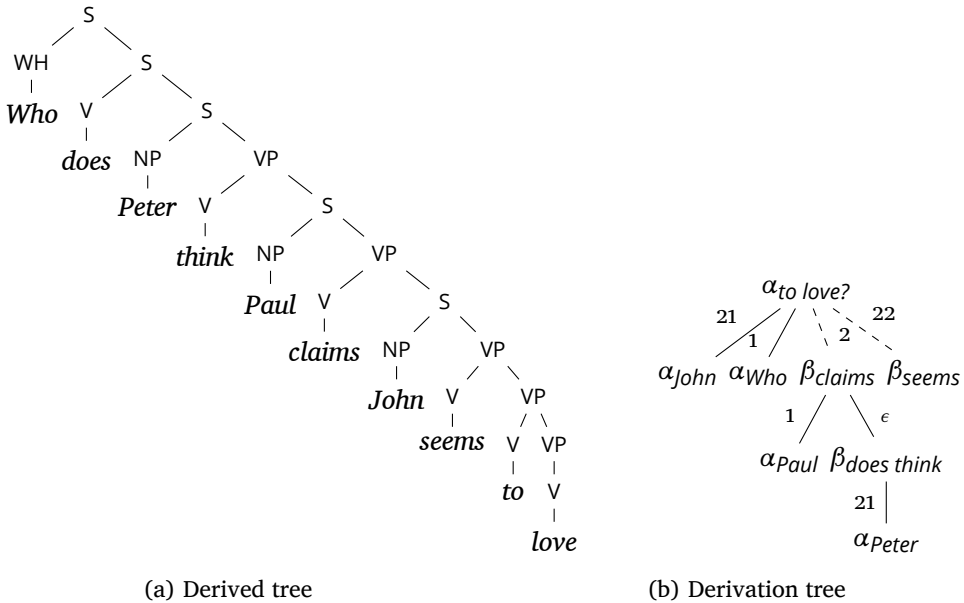 S
WH S
Who V S
does NP VP
Peter V S
think NP VP
Paul V S
claims NP VP
John V VP
seems V VP
to V
love
(a) Derived tree
αto love?
21 1 2 22
αJohn αWho βclaims βseems
1 ϵ
αPaul βdoes think
21
αPeter
(b) Derivation tree